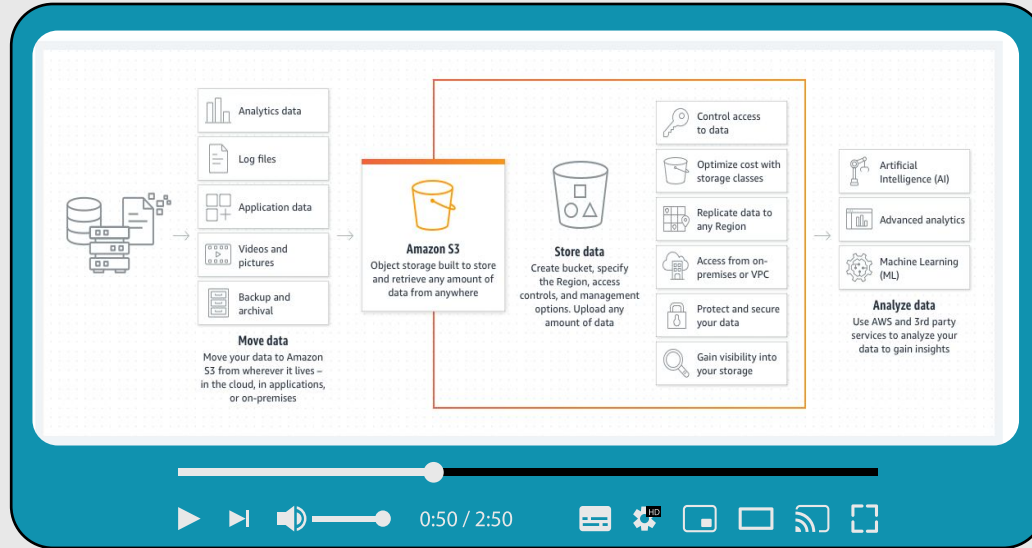 Analytics data
Log files
Application data
Videos and
pictures
Backup and
archival
Move data
Move your data to Amazon
S3 from wherever it lives –
in the cloud, in applications,
or on-premises
Amazon S3
Object storage built to store
and retrieve any amount of
data from anywhere
Store data
Create bucket, specify
the Region, access
controls, and management
options. Upload any
amount of data
Control access
to data
Optimize cost with
storage classes
Replicate data to
any Region
Access from on-
premises or VPC
Protect and secure
your data
Gain visibility into
your storage
Artificial
Intelligence (AI)
Advanced analytics
Machine Learning
(ML)
Analyze data
Use AWS and 3rd party
services to analyze your
data to gain insights
0:50 / 2:50
HD